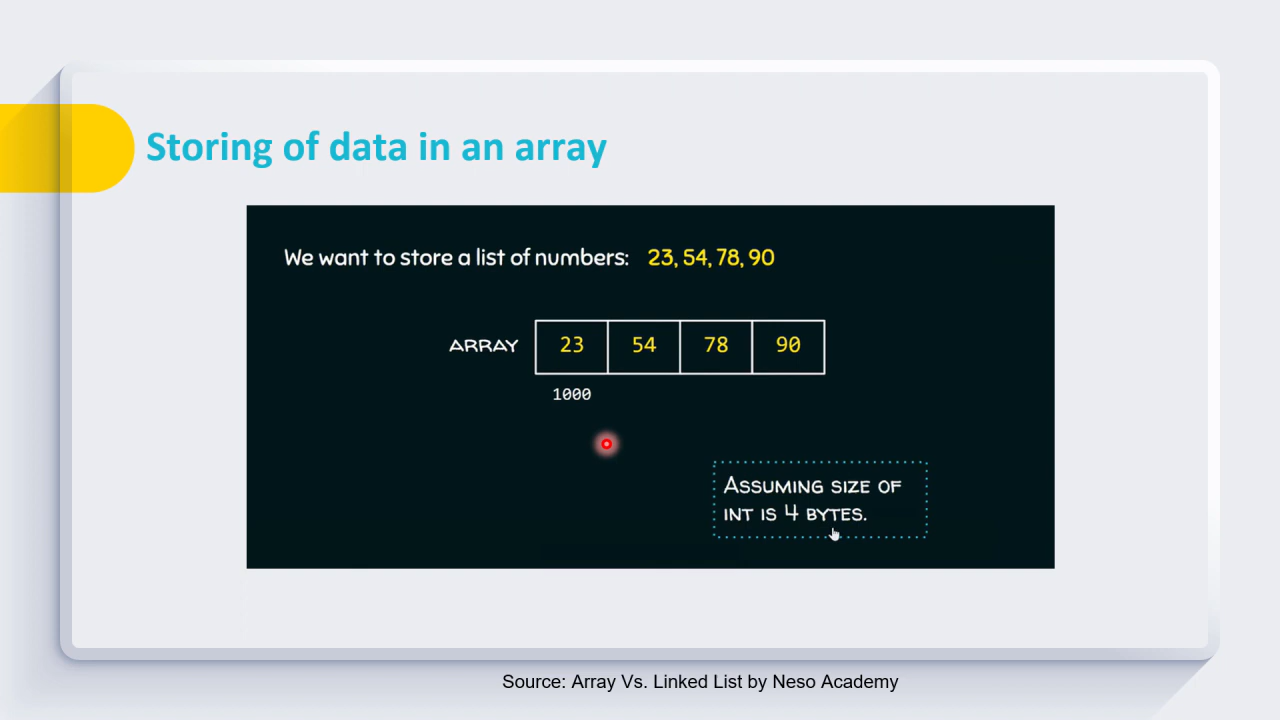 Storing of data in an array
We want to store a list of numbers: 23, 54, 78, 90
ARRAY 23 54 78 90
1000
ASSUMING SIZE OF
INT IS 4 BYTES.
Source: Array Vs. Linked List by Neso Academy